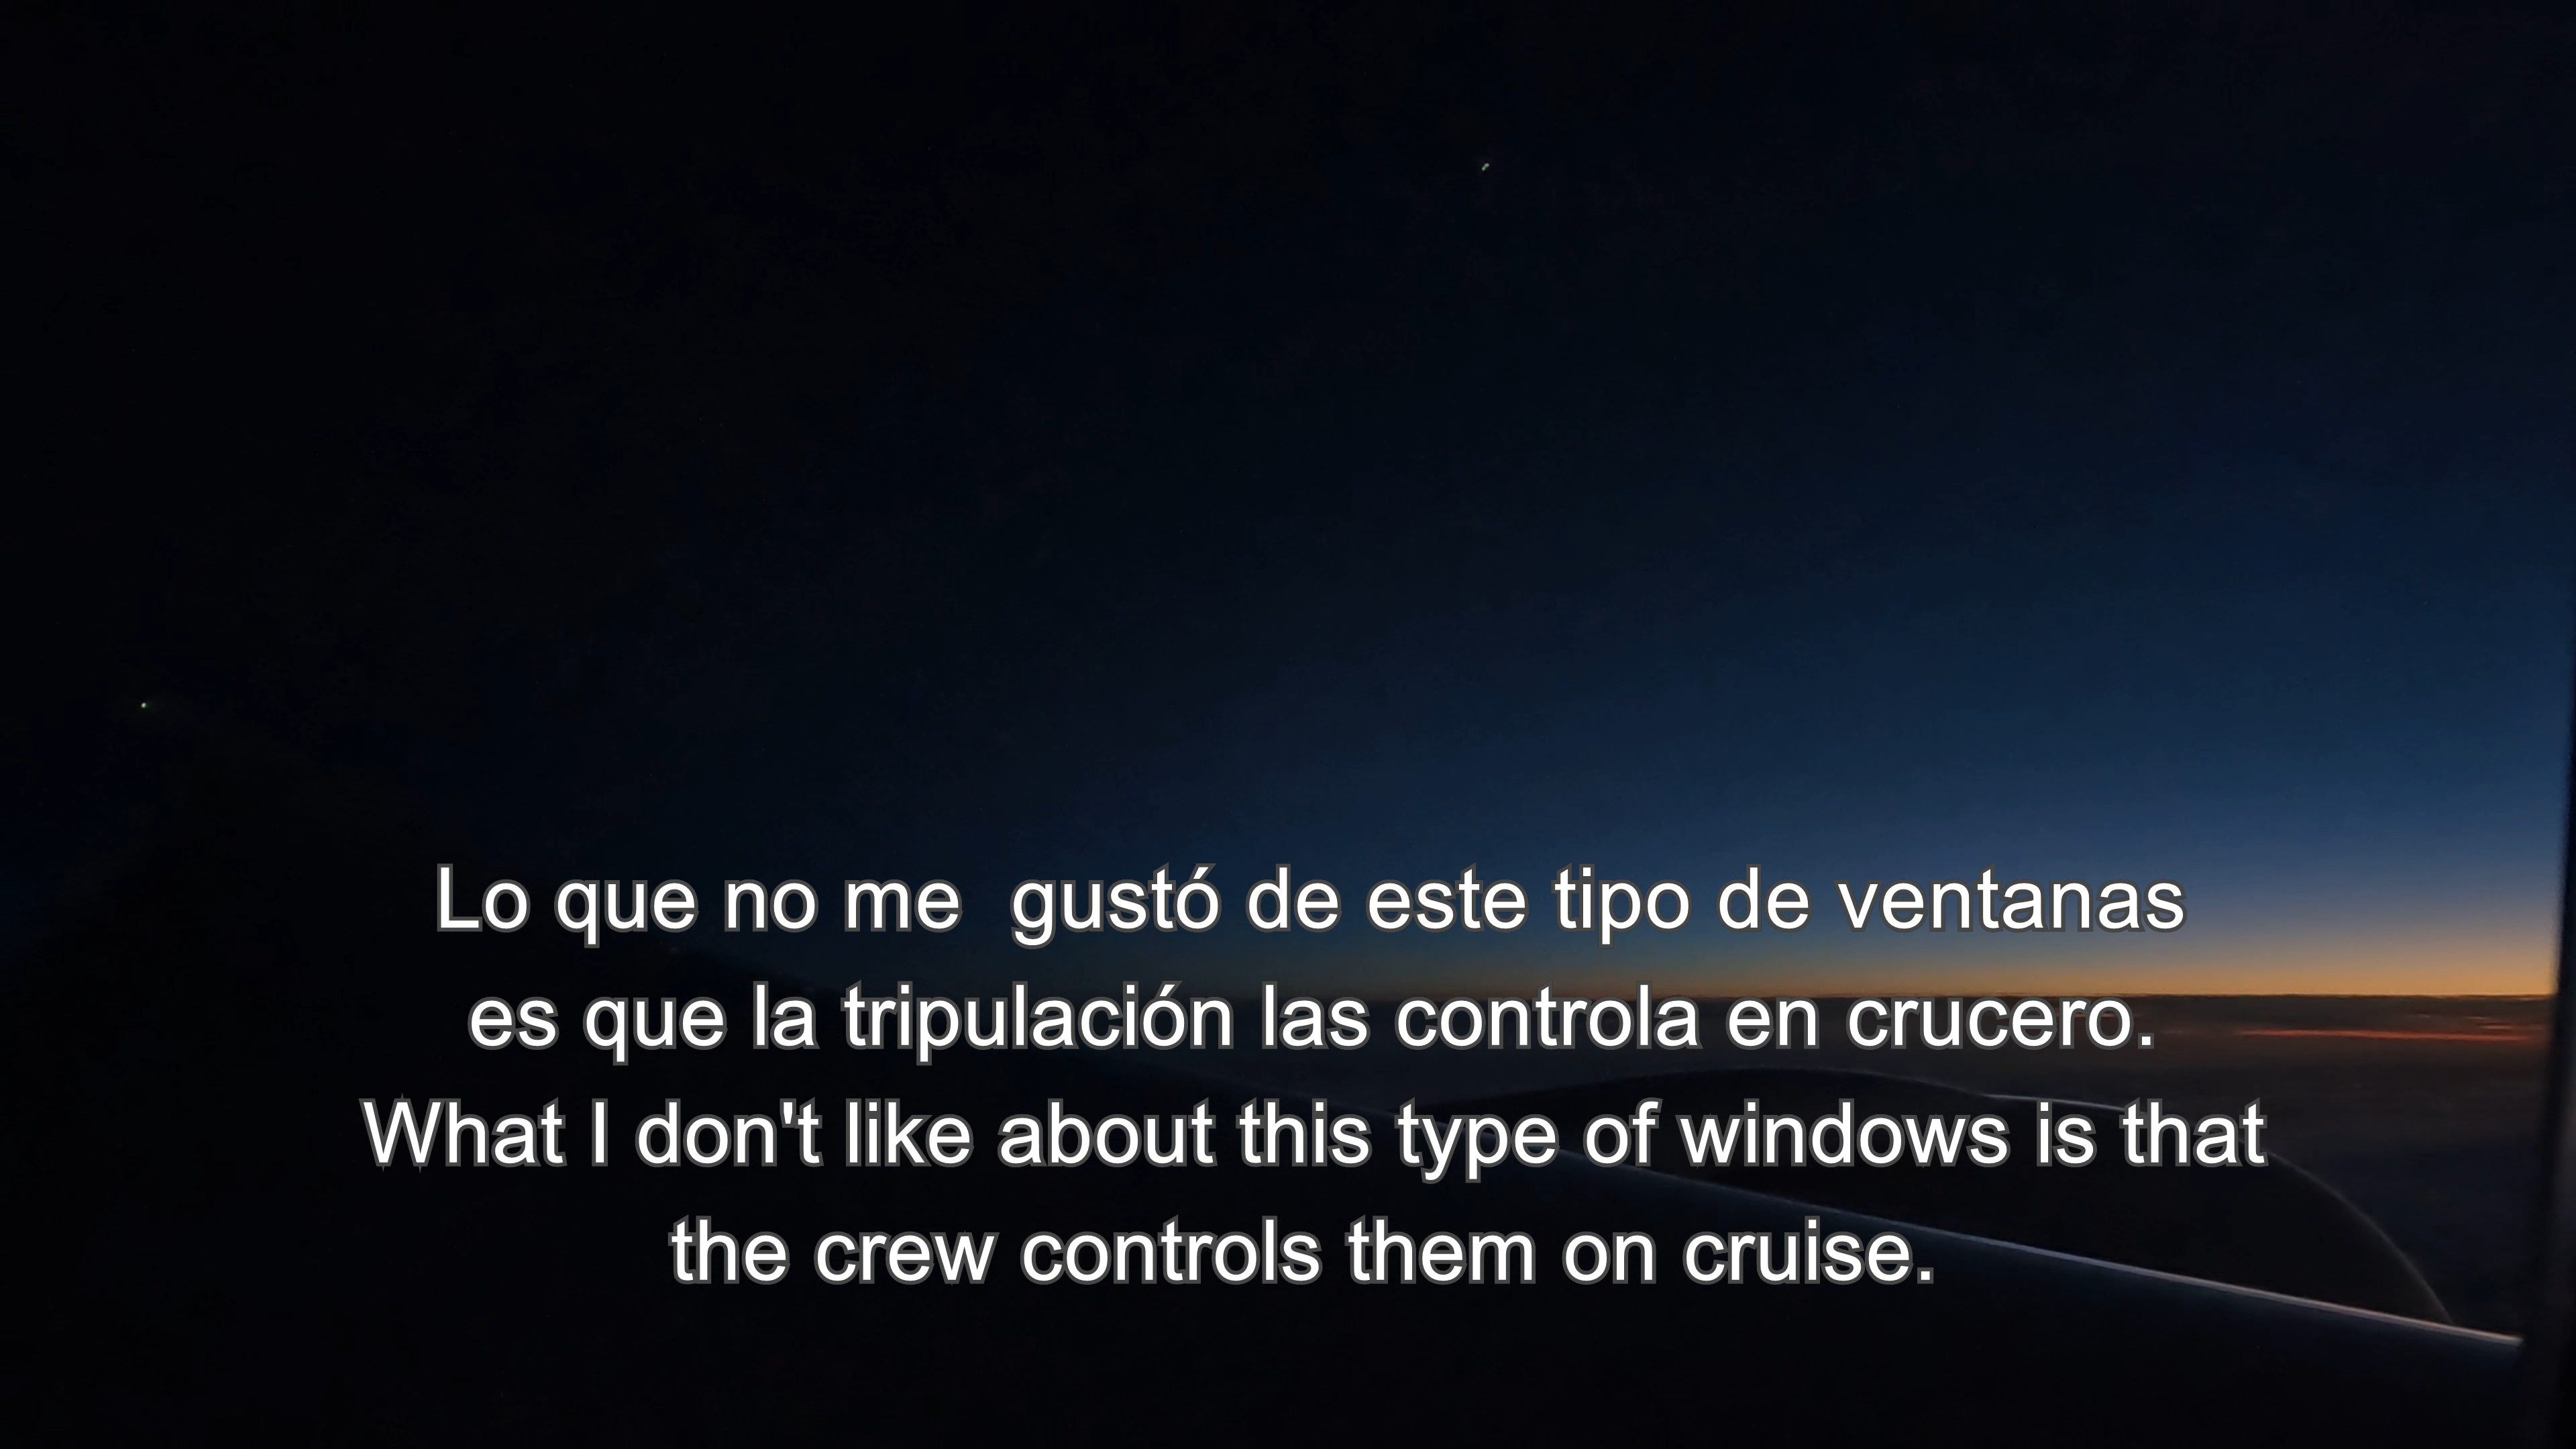 Lo que no me  gustó de este tipo de ventanas
es que la tripulación las controla en crucero.
What I don't like about this type of windows is that
the crew controls them on cruise.